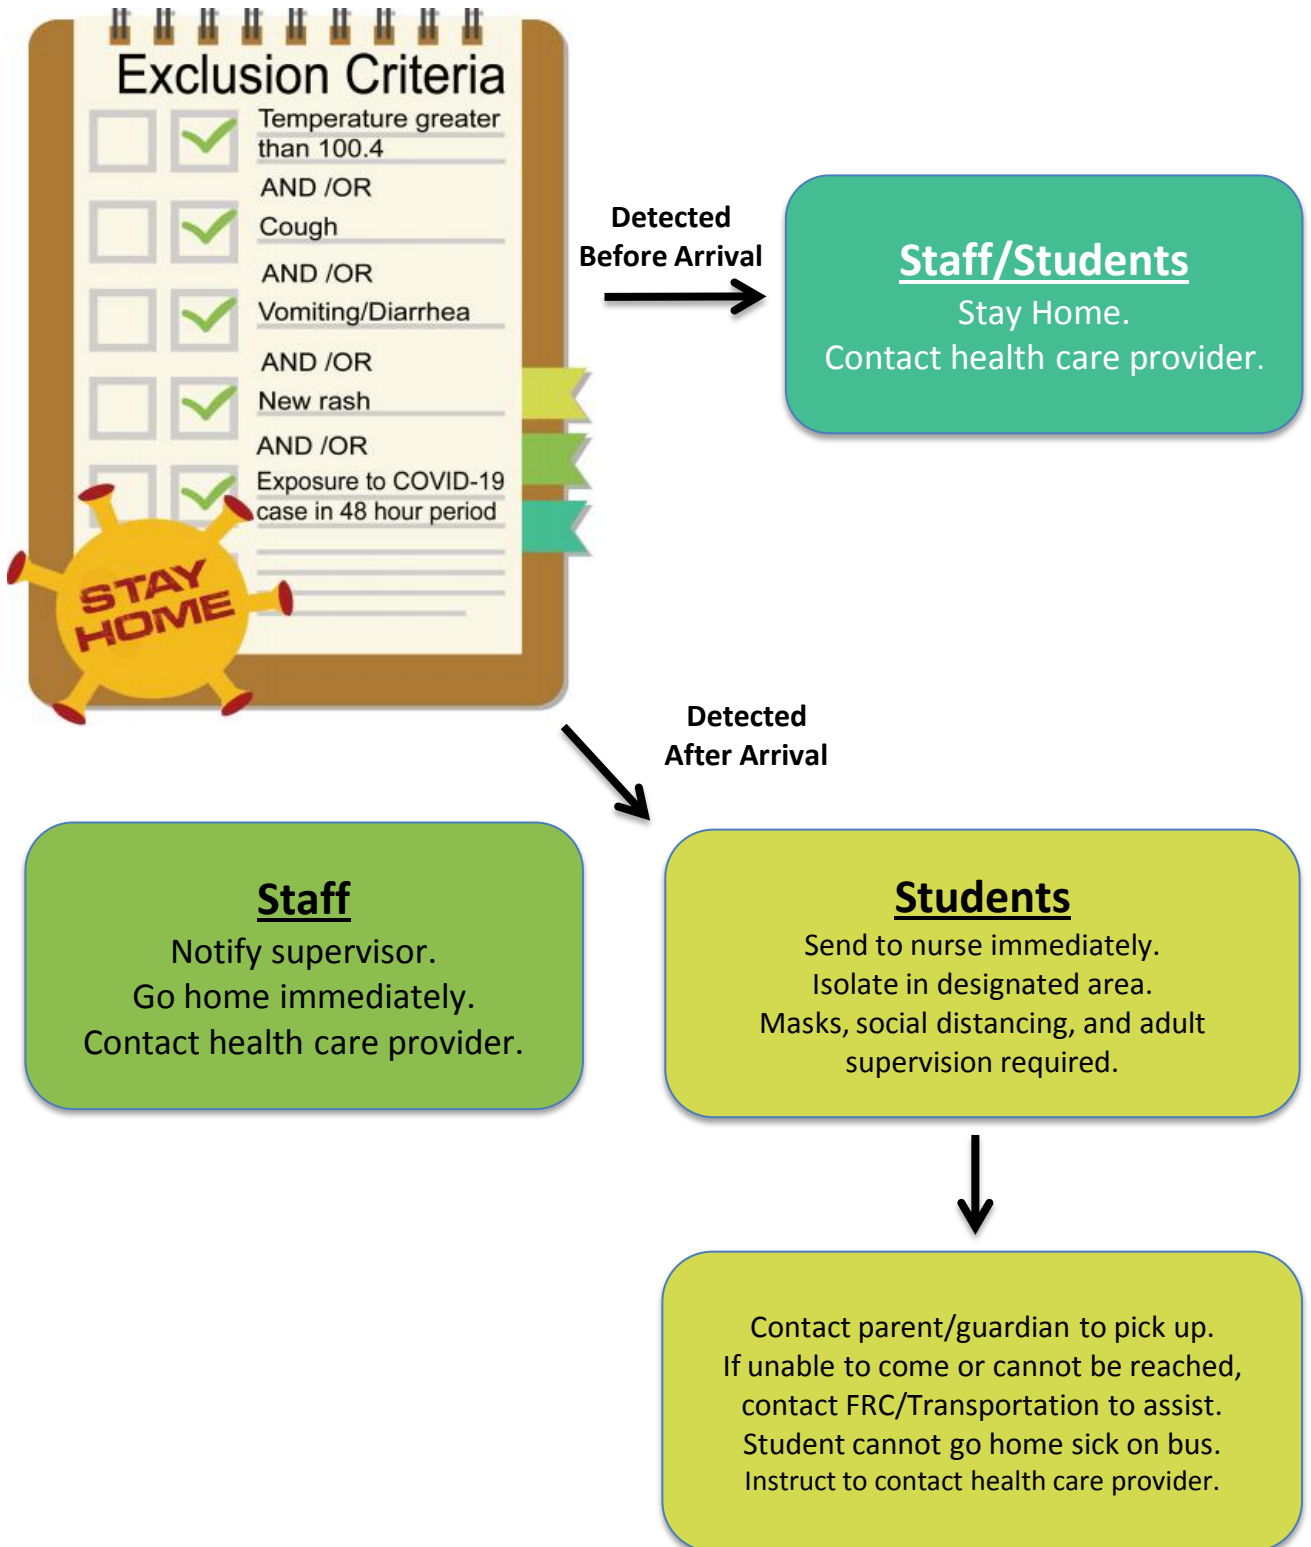 Exclusion Criteria
Temperature greater
than 100.4
AND /OR
Cough
AND /OR
Vomiting/Diarrhea
AND /OR
New rash
AND /OR
Exposure to COVID-19
case in 48 hour period
STAY
HOME
Detected
Before Arrival
Staff/Students
Stay Home.
Contact health care provider.
Detected
After Arrival
Staff
Notify supervisor.
Go home immediately.
Contact health care provider.
Students
Send to nurse immediately.
Isolate in designated area.
Masks, social distancing, and adult
supervision required.
Contact parent/guardian to pick up.
If unable to come or cannot be reached,
contact FRC/Transportation to assist.
Student cannot go home sick on bus.
Instruct to contact health care provider.